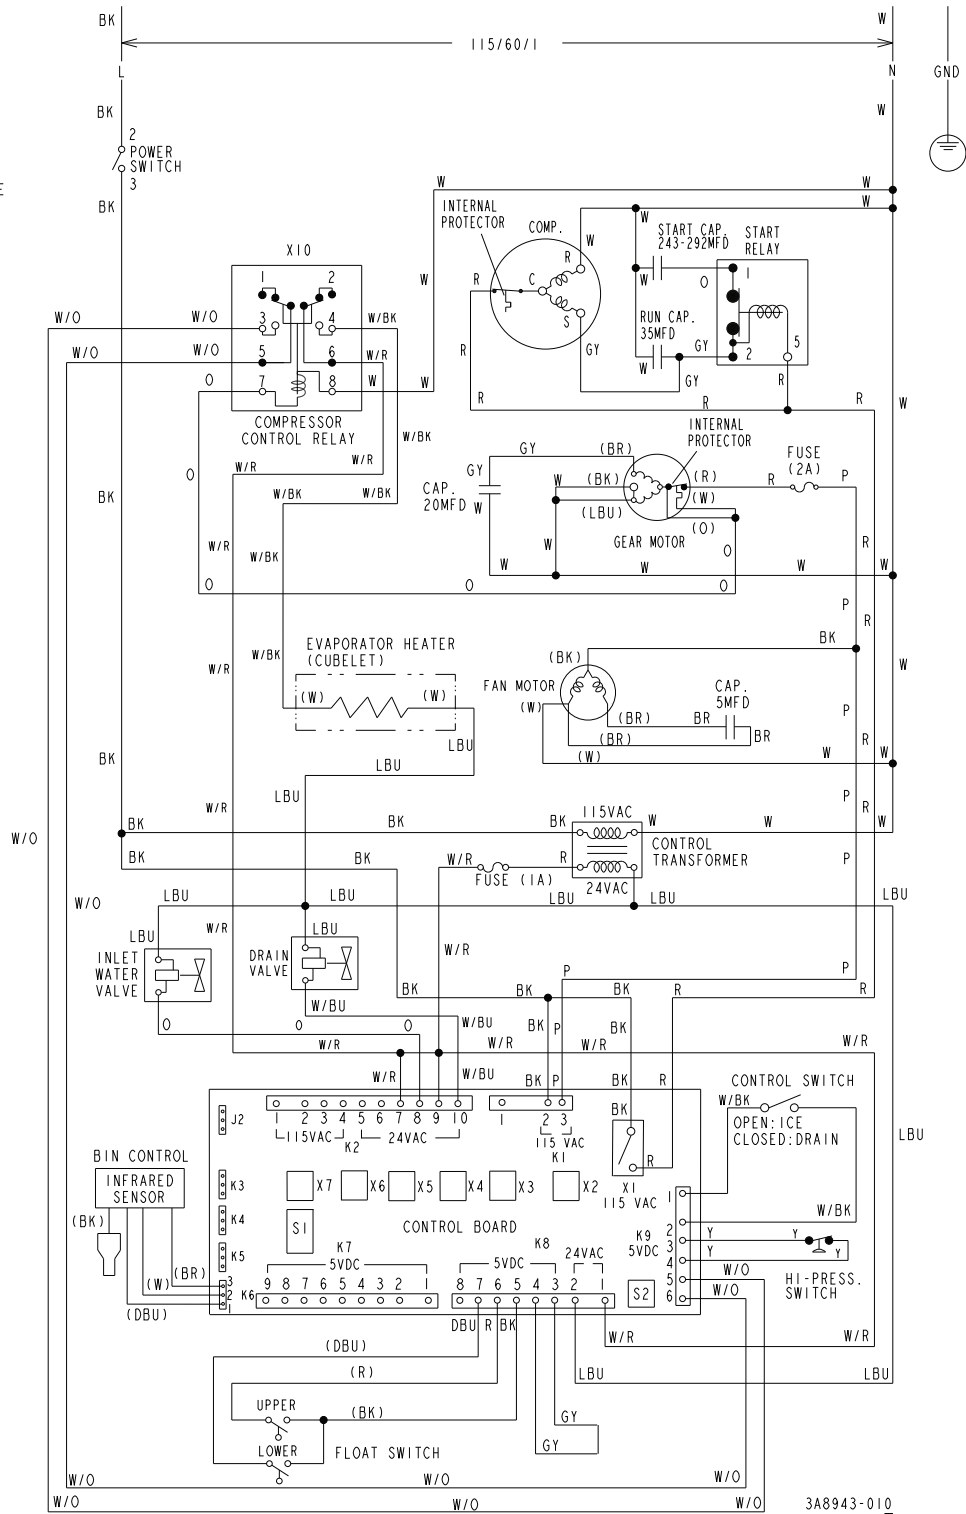 BK
W
115/60/1
L
N
GND
BK
W
2
POWER
SWITCH
3
E
BK
W
W
W
INTERNAL
PROTECTOR
COMP.
START CAP.
243-292MFD
START
RELAY
X10
1 2
3 4
5 6
7 8
W/O
W/O
W/BK
W/O
W/O
W/R
O
W
W
W
R
C
R
S
W
W
W
O
1
RUN CAP.
35MFD
GY
2
5
W
GY
GY
R
R
R
R
R
W
COMPRESSOR
CONTROL RELAY
W/BK
W/R
W/R
O
W/BK
W/BK
BK
GY
(BR)
INTERNAL
PROTECTOR
FUSE
(2A)
GY
CAP.
20MFD
W
W
(BK)
(R)
R
P
(W)
(LBU)
(O)
GEAR MOTOR
W/R
W/BK
W
O
R
W
W
W
W
O
O
O
P
R
BK
EVAPORATOR HEATER
(CUBELET)
W/BK
W/R
(W)
(W)
(BK)
FAN MOTOR
CAP.
5MFD
W
(W)
(BR)
BR
P
BR
(BR)
R
LBU
(W)
W
W
BK
LBU
LBU
P
W/R
R
115VAC
BK
BK
BK
W
W
W
W/O
CONTROL
TRANSFORMER
BK
BK
W/R
R
P
FUSE (1A)
24VAC
LBU
LBU
LBU
LBU
LBU
W/O
W/R
LBU
LBU
INLET
WATER
VALVE
DRAIN
VALVE
W/R
P
P
BK
BK
BK
R
R
W/BU
O
O
O
W/BU
BK
P
BK
W/R
W/R
W/R
W/R
W/R
W/BU
BK
P
BK
R
CONTROL SWITCH
W/BK
OPEN:ICE
CLOSED:DRAIN
J2
1 2 3 4 5 6 7 8 9 10
115VAC
24VAC
K2
1 2 3
115 VAC
K1
BK
R
LBU
BIN CONTROL
INFRARED
SENSOR
K3
X7
X6
X5
X4
X3
X2
X1
115 VAC
1
W/BK
(BK)
K4
S1
CONTROL BOARD
2
K9
5VDC
3
Y
Y
K5
K7
K8
4
Y
Y
HI-PRESS.
SWITCH
5VDC
5VDC
24VAC
(BR)
(W)
(DBU)
3
2
1
K6
9 8 7 6 5 4 3 2 1
8 7 6 5 4 3 2 1
S2
5
W/O
6
W/O
DBU
R
BK
W/R
W/R
(DBU)
(R)
LBU
LBU
UPPER
(BK)
GY
LOWER
FLOAT SWITCH
GY
W/O
W/O
W/O
W/O
W/O
W/O
3A8943-010